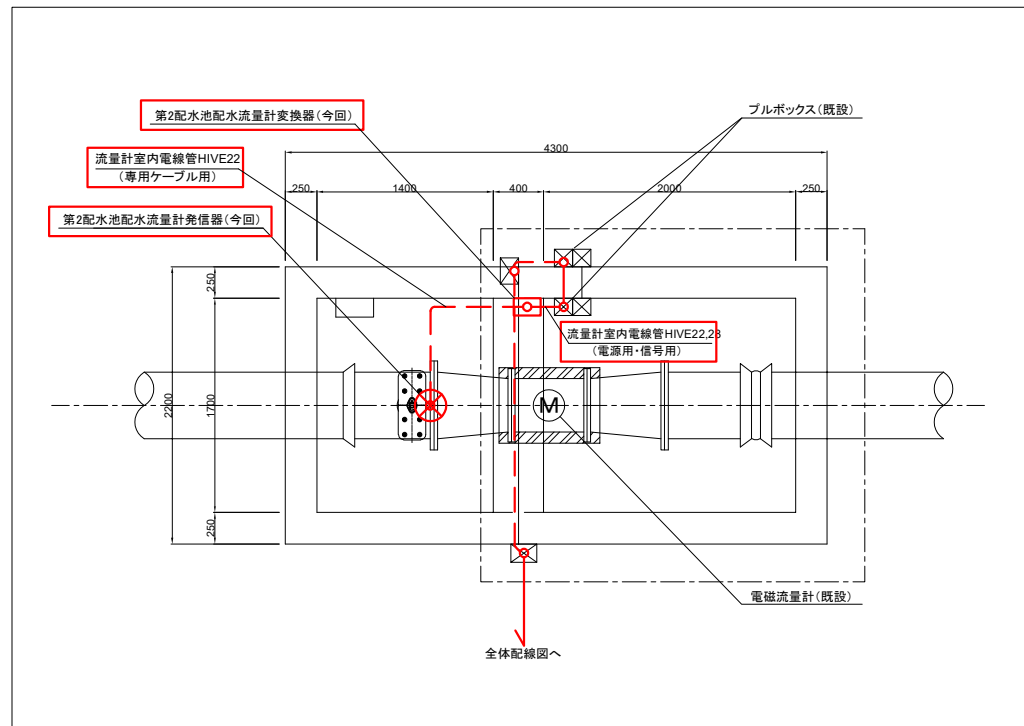 第2配水池配水流量計変換器(今回)
プルボックス(既設)
4300
流量計室内電線管HIVE22
(専用ケーブル用)
250
1400
400
2000
250
第2配水池配水流量計発信器(今回)
250
流量計室内電線管HIVE22,28
(電源用・信号用)
2200
1700
M
250
電磁流量計(既設)
全体配線図へ